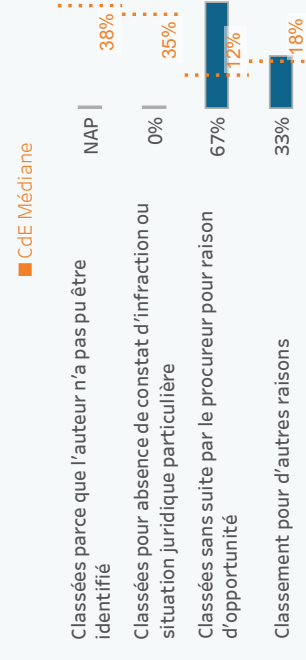 CdE Médiane
Classées parce que l'auteur n'a pas pu être
identifié
NAP
38%
Classées pour absence de constat d'infraction ou
situation juridique particulière
0%
35%
Classées sans suite par le procureur pour raison
d'opportunité
67%
12%
Classement pour d'autres raisons
33%
18%